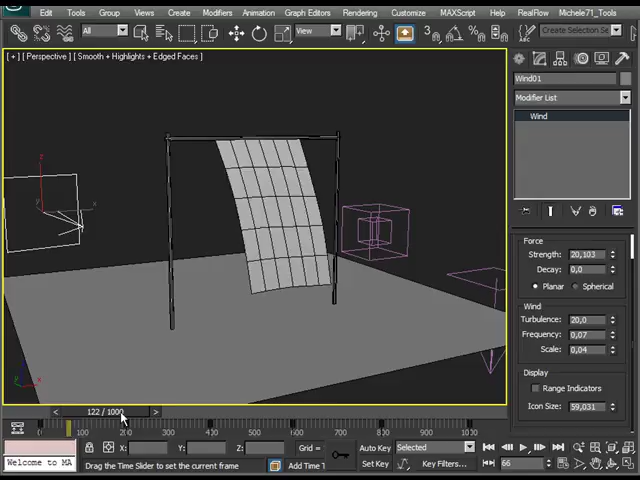 Edit Tools Group Views Create Modifiers Animation Graph Editors Rendering Customize MAXScript RealFlow Michele71_Tools
All View 3 Create Selection Se
[ + ] [ Perspective ] [ Smooth + Highlights + Edged Faces ]
Wind01
Modifier List
Wind
Force
Strength: 20,103
Decay: 0,0
Planar Spherical
Wind
Turbulence: 20,0
Frequency: 0,07
Scale: 0,04
Display
Range Indicators
Icon Size: 59,031
< 122 / 1000 >
0 100 200 300 400 500 600 700 800 900 1000
X: Y: Z: Grid = Auto Key Selected
Welcome to MA Drag the Time Slider to set the current frame Add Time T Set Key Key Filters... 66